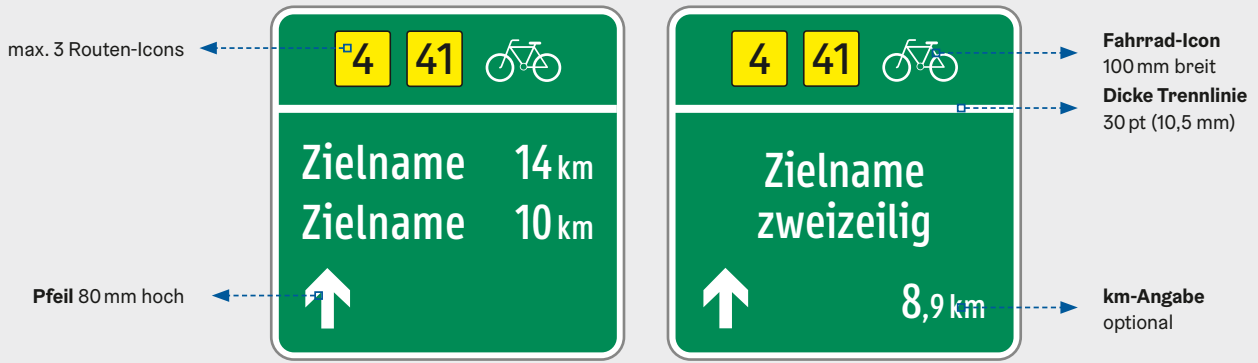 max. 3 Routen-Icons
Pfeil 80 mm hoch
4 41
Zielname 14 km
Zielname 10 km
4 41
Zielname
zweizeilig
8,9 km
Fahrrad-Icon
100 mm breit
Dicke Trennlinie
30 pt (10,5 mm)
km-Angabe
optional